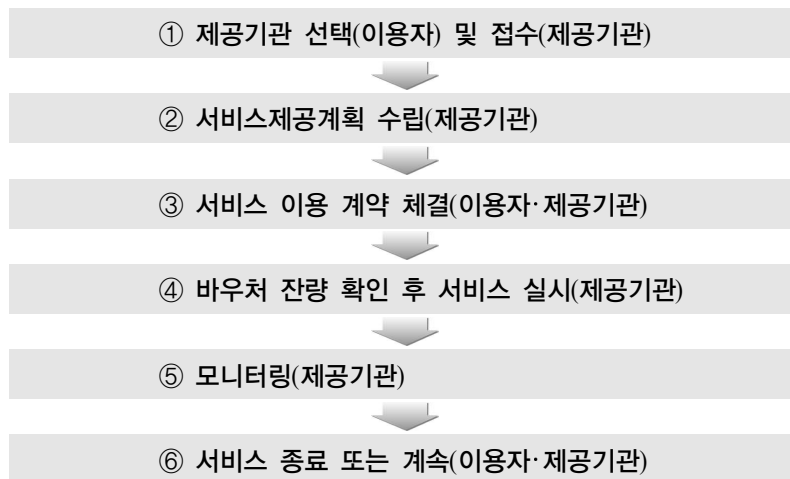 ① 제공기관 선택(이용자) 및 접수(제공기관)
② 서비스제공계획 수립(제공기관)
③ 서비스 이용 계약 체결(이용자·제공기관)
④ 바우처 잔량 확인 후 서비스 실시(제공기관)
⑤ 모니터링(제공기관)
⑥ 서비스 종료 또는 계속(이용자·제공기관)